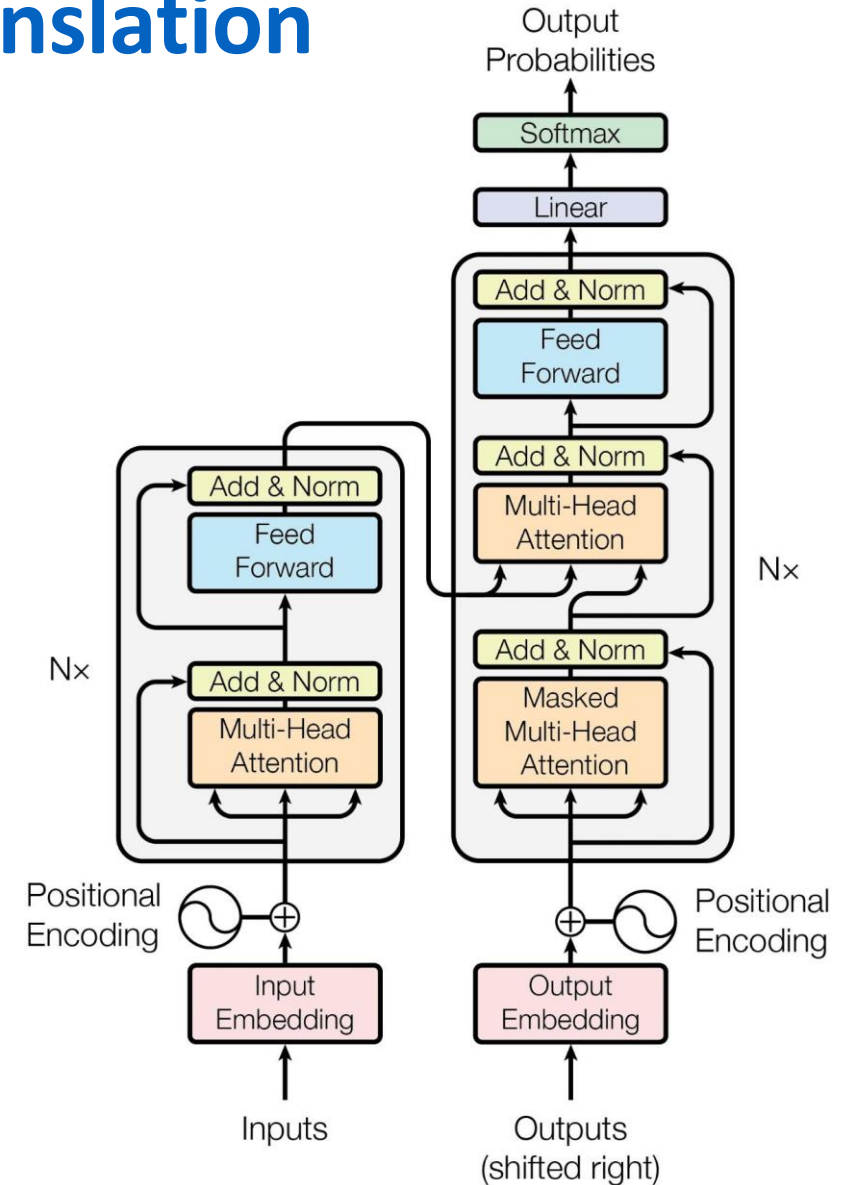 nslation
Output
Probabilities
Softmax
Linear
Add & Norm
Feed
Forward
Add & Norm
Multi-Head
Attention
Add & Norm
Masked
Multi-Head
Attention
N×
Add & Norm
Feed
Forward
Add & Norm
Multi-Head
Attention
N×
Positional
Encoding
Positional
Encoding
Input
Embedding
Output
Embedding
Inputs
Outputs
(shifted right)